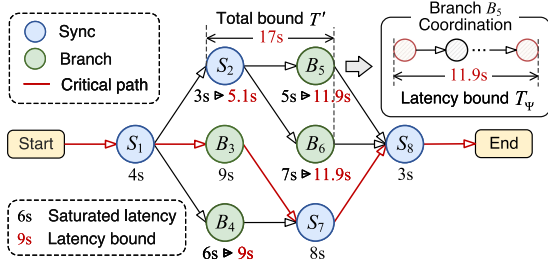 Sync
Branch
Critical path
Total bound T′
17s
S2
B5
3s ▶ 5.1s
5s ▶ 11.9s
Branch B5
Coordination
...
11.9s
Latency bound TΨ
Start
S1
4s
B3
9s
B6
7s ▶ 11.9s
S8
3s
End
6s Saturated latency
9s Latency bound
B4
6s ▶ 9s
S7
8s